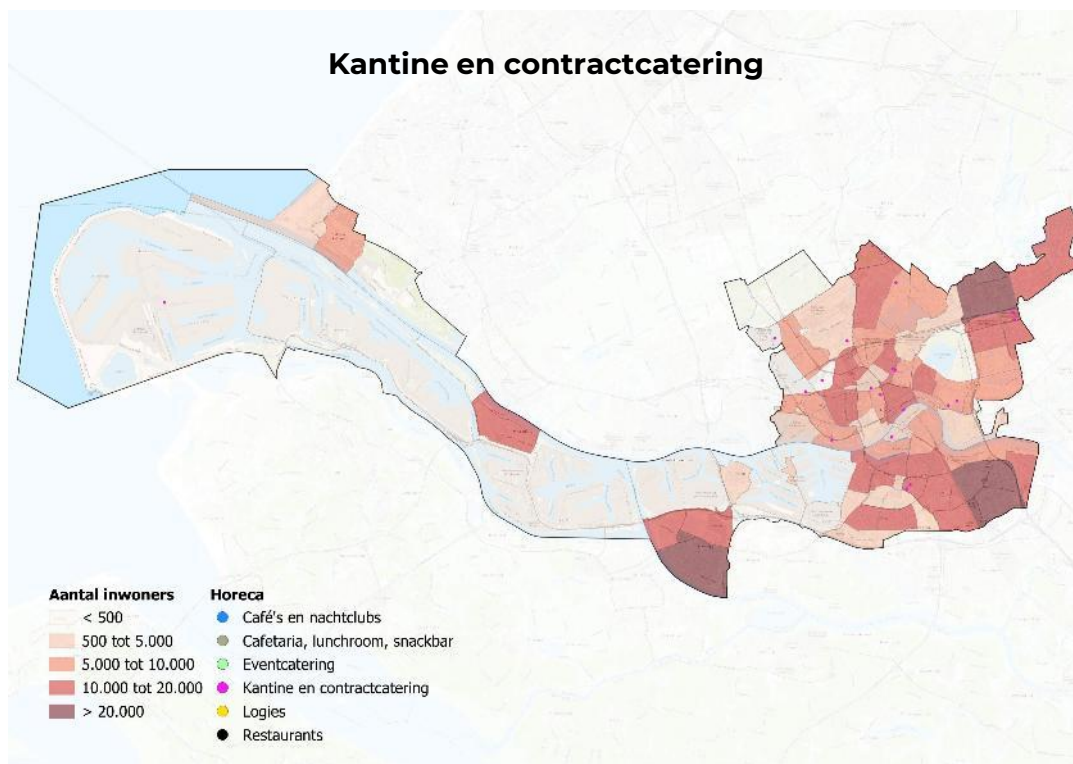 Kantine en contractcatering
Aantal inwoners
< 500
500 tot 5.000
5.000 tot 10.000
10.000 tot 20.000
> 20.000
Horeca
Café's en nachtclubs
Cafetaria, lunchroom, snackbar
Eventcatering
Kantine en contractcatering
Logies
Restaurants